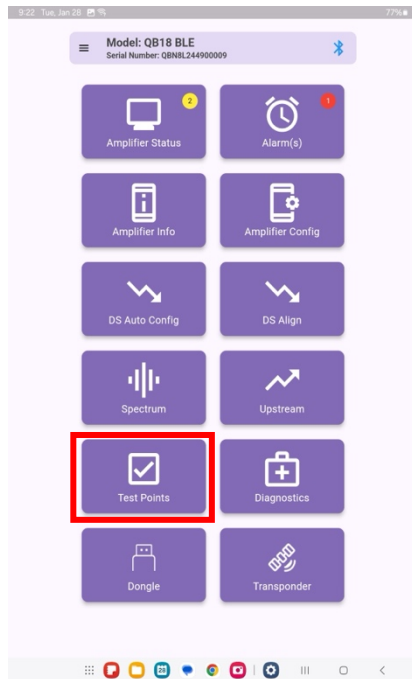 9:22 Tue, Jan 28
77%
Model: QB18 BLE
Serial Number: QBN8L244900009
2
Amplifier Status
1
Alarm(s)
Amplifier Info
Amplifier Config
DS Auto Config
DS Align
Spectrum
Upstream
Test Points
Diagnostics
Dongle
Transponder
28